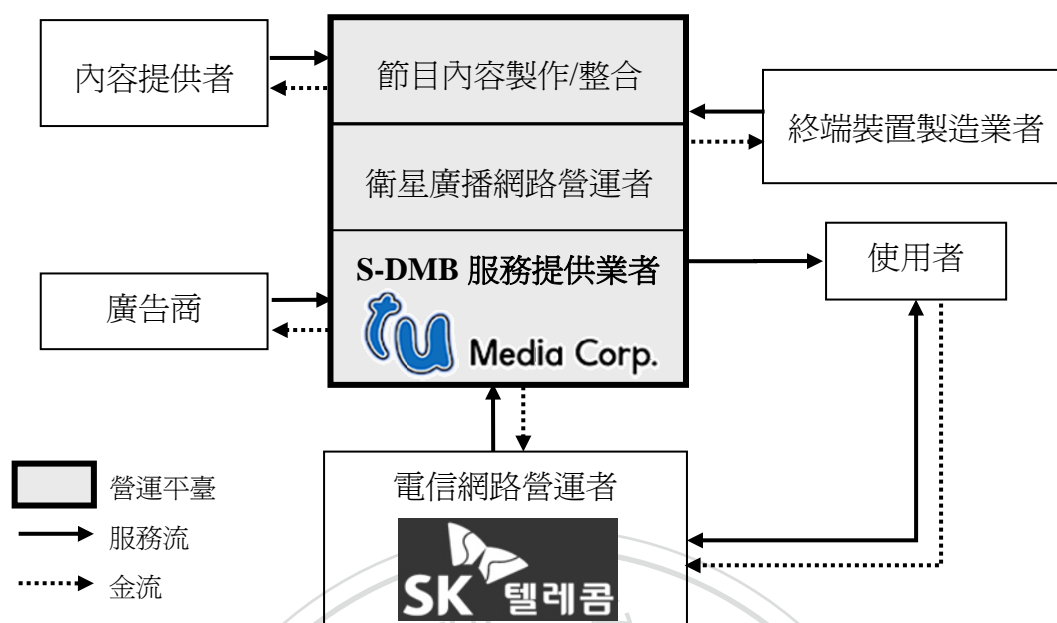 內容提供者
節目內容製作/整合
終端裝置製造業者
衛星廣播網路營運者
S-DMB 服務提供業者
tu Media Corp.
使用者
廣告商
電信網路營運者
SK 텔레콤
營運平臺
服務流
金流